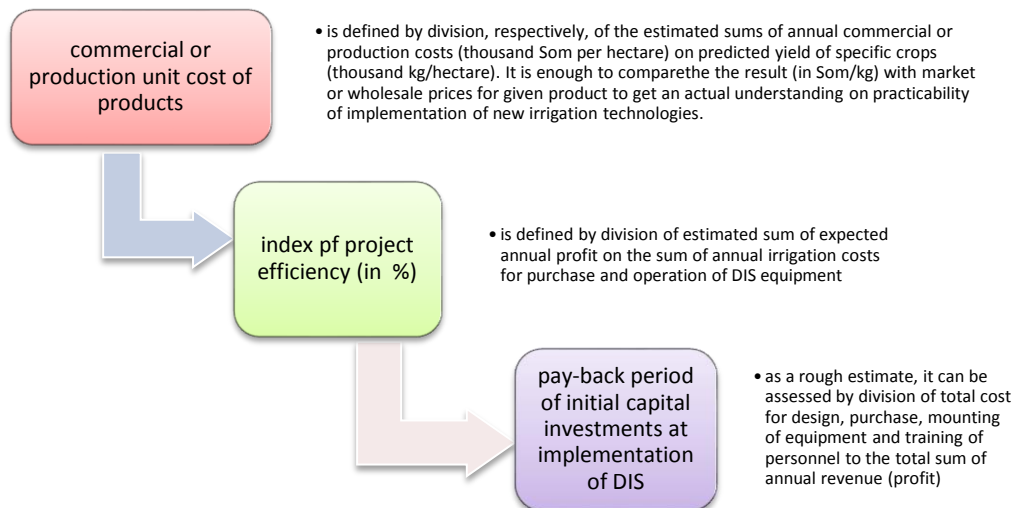 commercial or
production unit cost of
products
• is defined by division, respectively, of the estimated sums of annual commercial or
production costs (thousand Som per hectare) on predicted yield of specific crops
(thousand kg/hectare). It is enough to comparethe the result (in Som/kg) with market
or wholesale prices for given product to get an actual understanding on practicability
of implementation of new irrigation technologies.
index pf project
efficiency (in %)
• is defined by division of estimated sum of expected
annual profit on the sum of annual irrigation costs
for purchase and operation of DIS equipment
pay-back period
of initial capital
investments at
implementation
of DIS
• as a rough estimate, it can be
assessed by division of total cost
for design, purchase, mounting
of equipment and training of
personnel to the total sum of
annual revenue (profit)